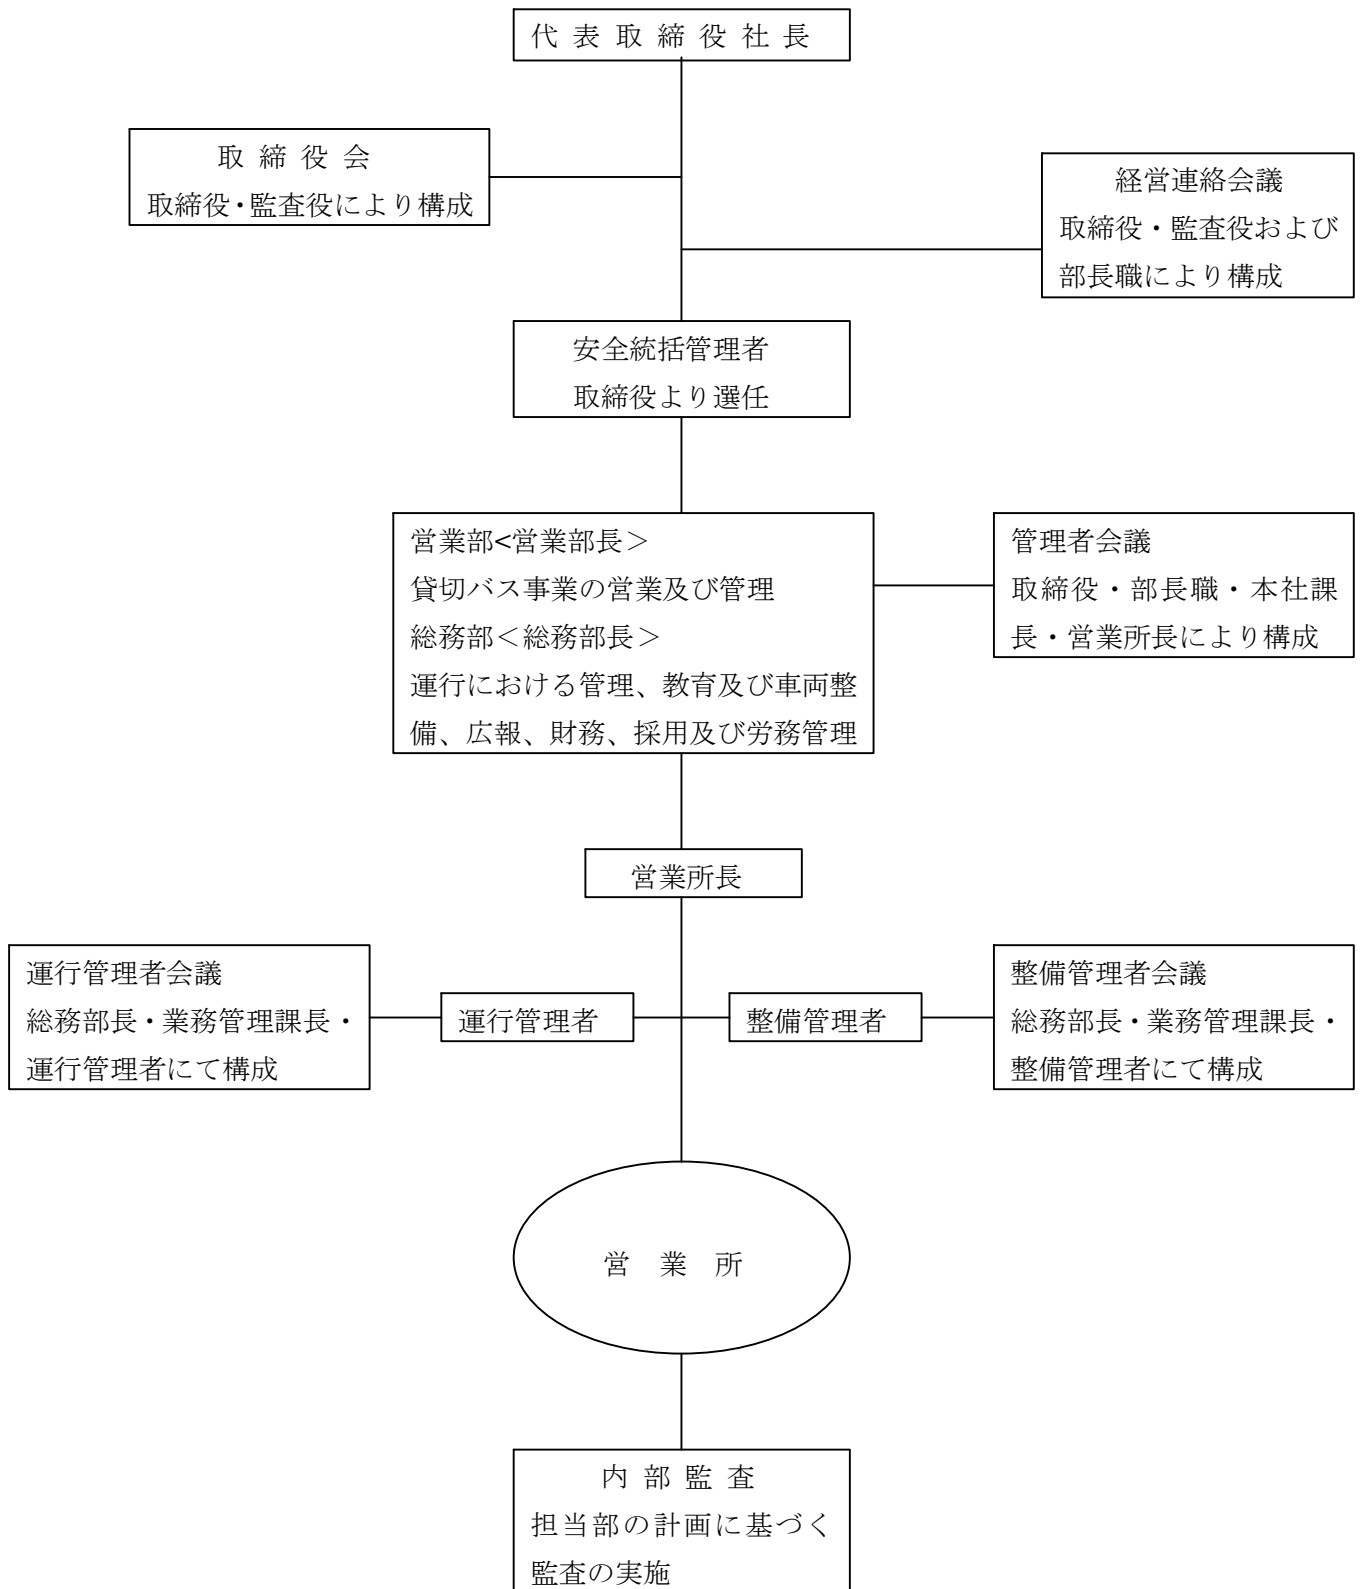 代表取締役社長
取締役会
取締役・監査役により構成
経営連絡会議
取締役・監査役および
部長職により構成
安全統括管理者
取締役より選任
営業部<営業部長＞
貸切バス事業の営業及び管理
総務部＜総務部長＞
運行における管理、教育及び車両整
備、広報、財務、採用及び労務管理
管理者会議
取締役・部長職・本社課
長・営業所長により構成
営業所長
運行管理者会議
総務部長・業務管理課長・
運行管理者にて構成
運行管理者
整備管理者
整備管理者会議
総務部長・業務管理課長・
整備管理者にて構成
営業所
内部監査
担当部の計画に基づく
監査の実施